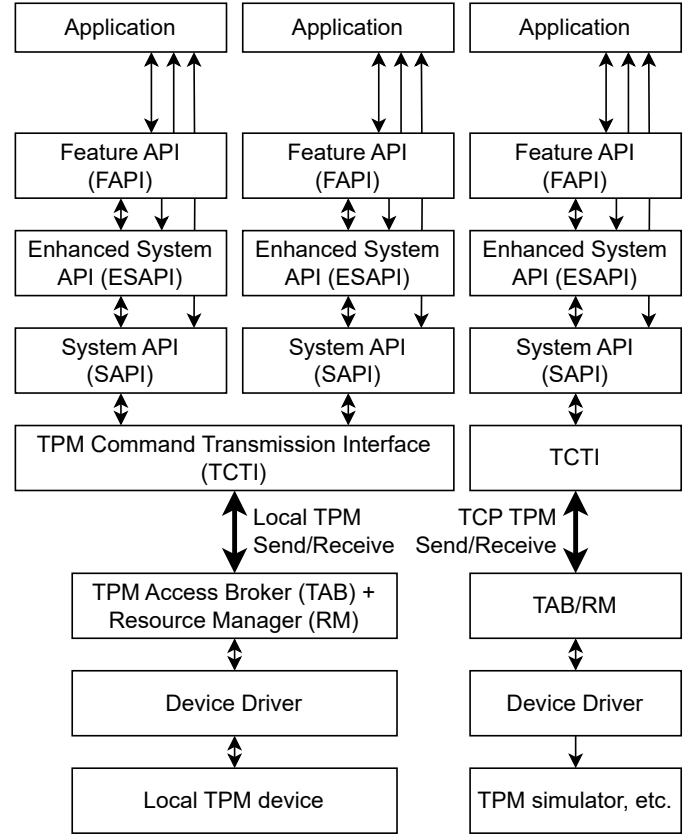 Application
Application
Application
Feature API
(FAPI)
Feature API
(FAPI)
Feature API
(FAPI)
Enhanced System
API (ESAPI)
Enhanced System
API (ESAPI)
Enhanced System
API (ESAPI)
System API
(SAPI)
System API
(SAPI)
System API
(SAPI)
TPM Command Transmission Interface
(TCTI)
TCTI
Local TPM
Send/Receive
TCP TPM
Send/Receive
TPM Access Broker (TAB) +
Resource Manager (RM)
TAB/RM
Device Driver
Device Driver
Local TPM device
TPM simulator, etc.